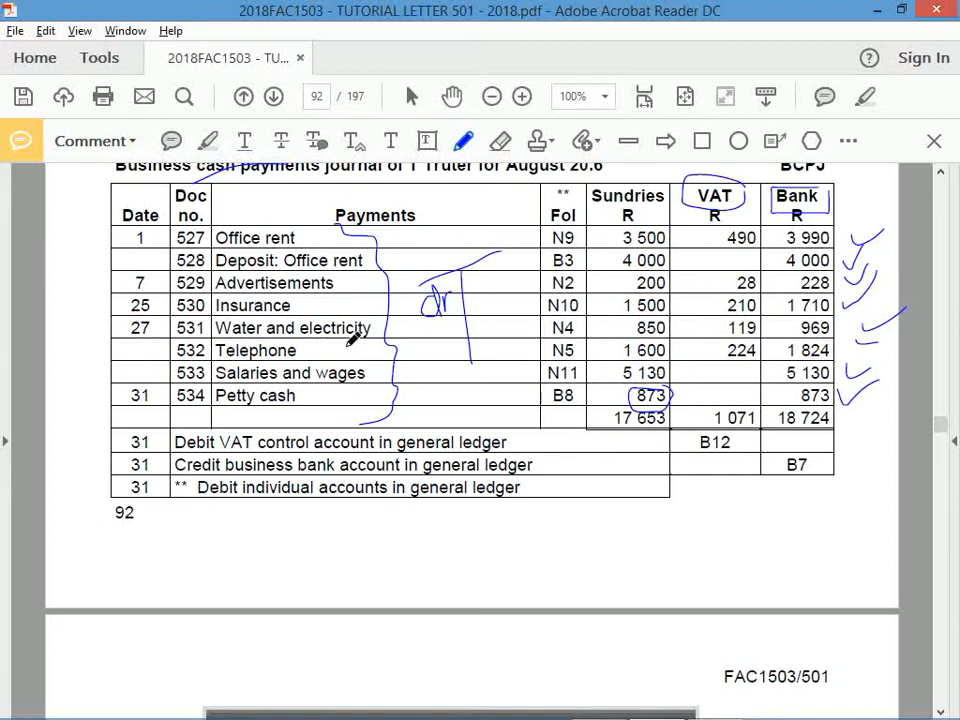 2018FAC1503 - TUTORIAL LETTER 501 - 2018.pdf - Adobe Acrobat Reader DC
File Edit View Window Help
Home Tools 2018FAC1503 - TU... × Sign In
92 / 197 100%
Comment
Business cash payments journal of T Truter for August 20.6 BCPJ
Date Doc no. Payments ** Fol Sundries R VAT R Bank R
1 527 Office rent N9 3 500 490 3 990
528 Deposit: Office rent B3 4 000 4 000
7 529 Advertisements N2 200 28 228
25 530 Insurance N10 1 500 210 1 710
27 531 Water and electricity N4 850 119 969
532 Telephone N5 1 600 224 1 824
533 Salaries and wages N11 5 130 5 130
31 534 Petty cash B8 873 873
17 653 1 071 18 724
dr
31 Debit VAT control account in general ledger B12
31 Credit business bank account in general ledger B7
31 ** Debit individual accounts in general ledger
92
FAC1503/501